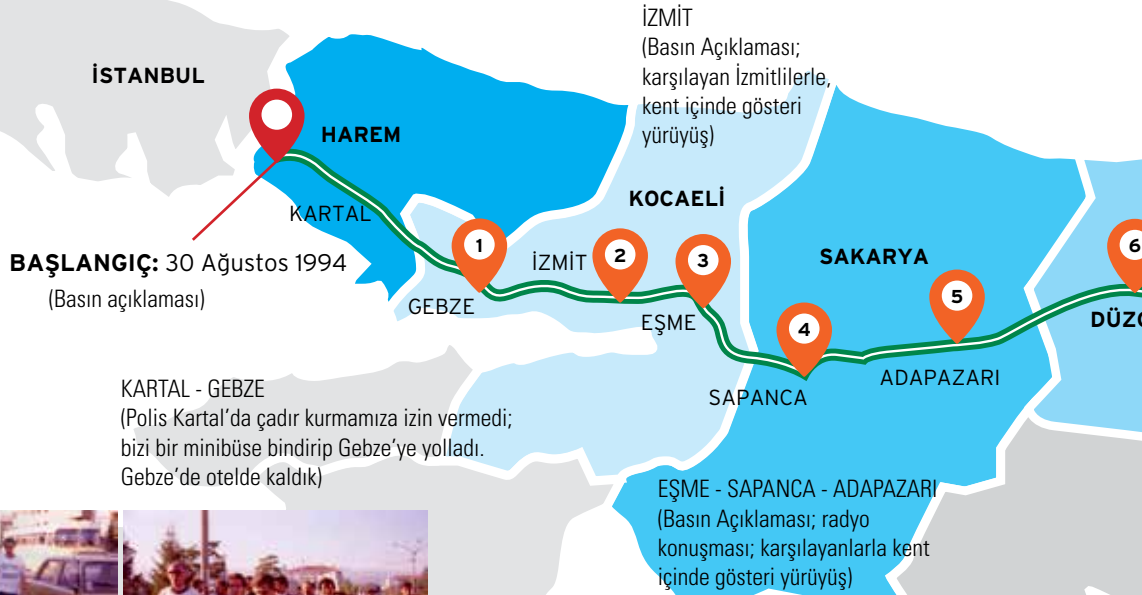 İSTANBUL
HAREM
KARTAL
BAŞLANGIÇ: 30 Ağustos 1994
(Basın açıklaması)
İZMİT
(Basın Açıklaması;
karşılayan İzmitlilerle,
kent içinde gösteri
yürüyüş)
KOCAELİ
1
İZMİT
2
3
GEBZE
EŞME
SAKARYA
4
5
6
SAPANCA
ADAPAZARI
KARTAL - GEBZE
(Polis Kartal’da çadır kurmamıza izin vermedi;
bizi bir minibüse bindirip Gebze’ye yolladı.
Gebze’de otelde kaldık)
EŞME - SAPANCA - ADAPAZARI
(Basın Açıklaması; radyo
konuşması; karşılayanlarla kent
içinde gösteri yürüyüş)